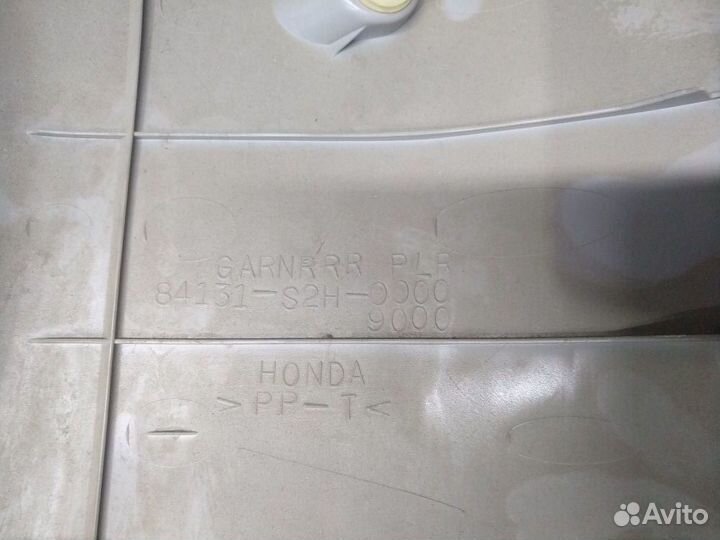 GARNRRR PLR
84131-S2H-0000
9000
HONDA
>PP-T<
Avito